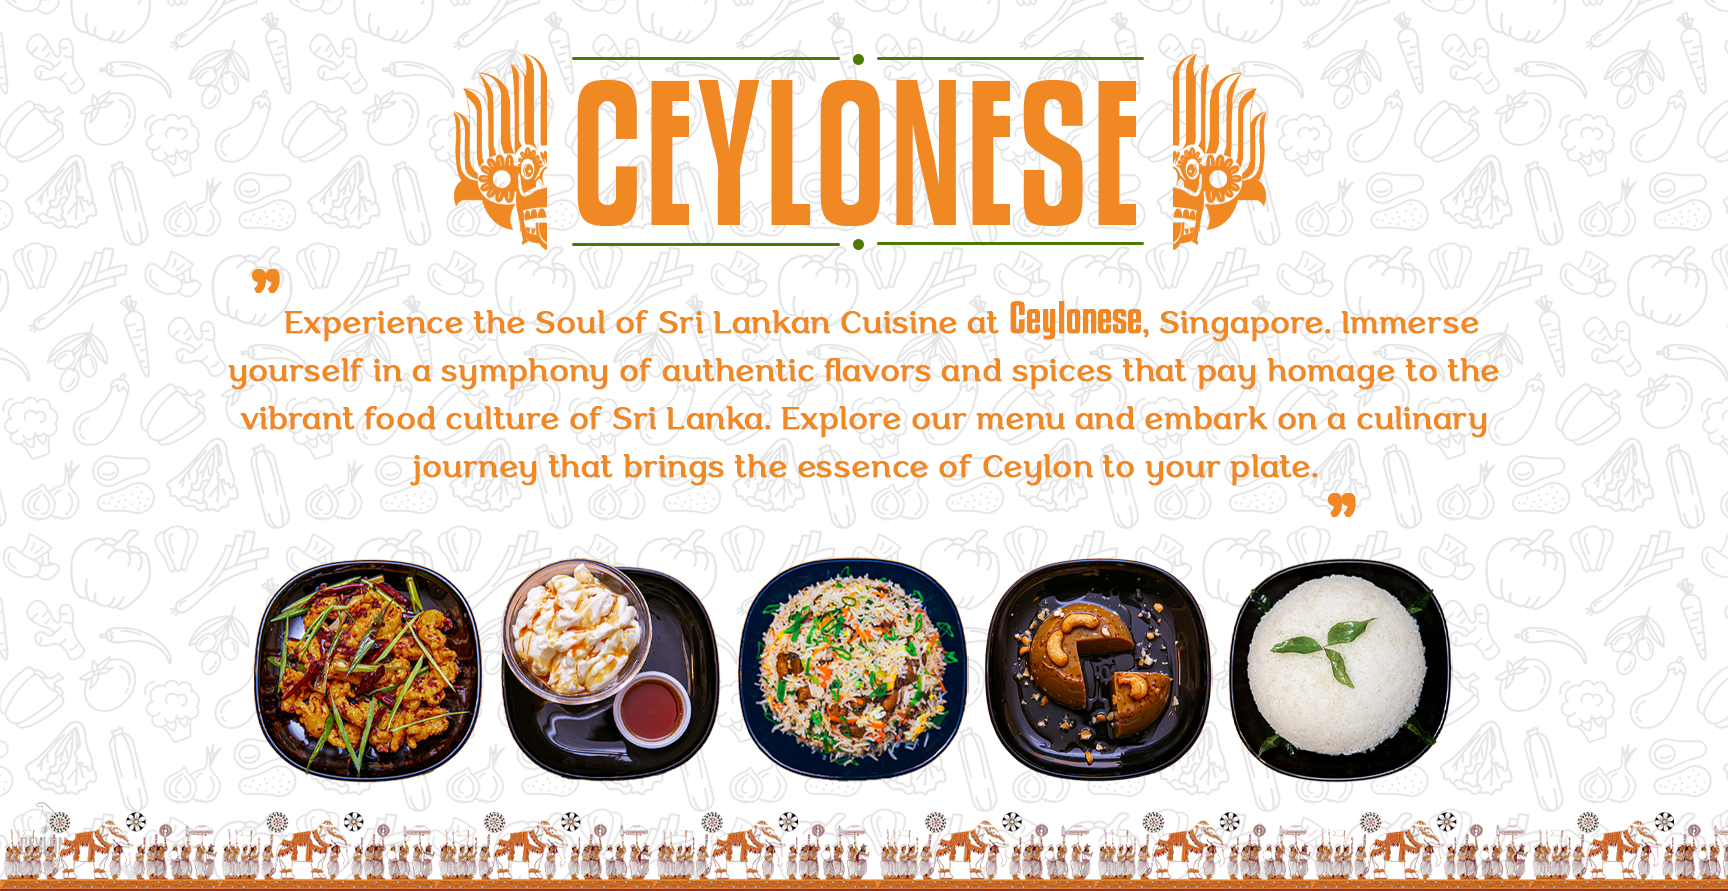 CEYLONESE
” Experience the Soul of Sri Lankan Cuisine at Ceylonese, Singapore. Immerse
yourself in a symphony of authentic flavors and spices that pay homage to the
vibrant food culture of Sri Lanka. Explore our menu and embark on a culinary
journey that brings the essence of Ceylon to your plate. ”